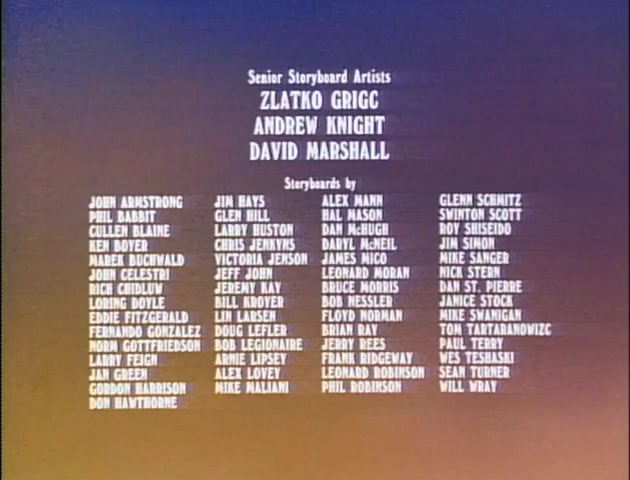 Senior Storyboard Artists
ZLATKO GRGIC
ANDREW KNIGHT
DAVID MARSHALL
Storyboards by
JOHN ARMSTRONG
PHIL BABBIT
CULLEN BLAINE
KEN BOYER
MAREK BUCHWALD
JOHN CELESTRI
RICH CHIDLUW
LORING DOYLE
EDDIE FITZGERALD
FERNANDO GONZALEZ
NORM GOTTFRIEDSON
LARRY FEIGN
JAN GREEN
GORDON HARRISON
DON HAWTHORNE
JIM HAYS
GLEN HILL
LARRY HUSTON
CHRIS JENKYNS
VICTORIA JENSON
JEFF JOHN
JEREMY KAY
BILL KROYER
LIN LARSEN
DOUG LEFLER
BOB LEGIONAIRE
ARNIE LIPSEY
ALEX LOVEY
MIKE MALIANI
ALEX MANN
HAL MASON
DAN McHUGH
DARYL McNEIL
JAMES MICO
LEONARD MORAN
BRUCE MORRIS
BOB NESSLER
FLOYD NORMAN
BRIAN RAY
JERRY REES
FRANK RIDGEWAY
LEONARD ROBINSON
PHIL ROBINSON
GLENN SCHMITZ
SWINTON SCOTT
ROY SHISEIDO
JIM SIMON
MIKE SANGER
NICK STERN
DAN ST. PIERRE
JANICE STOCK
MIKE SWANIGAN
TOM TARTARANOWIC
PAUL TERRY
WES TESHASKI
SEAN TURNER
WILL WRAY